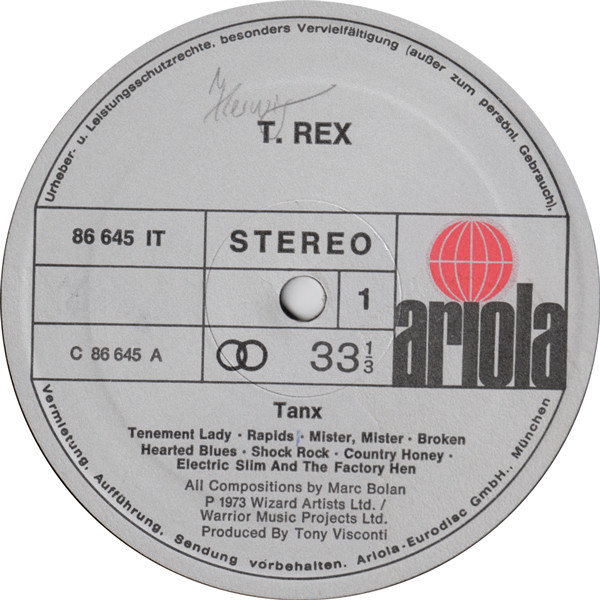 Urheber- u. Leistungsschutzrechte, besonders Vervielfältigung (außer zum persönl. Gebrauch),
T. REX
86 645 IT
STEREO
1
C 86 645 A
33 1/3
ariola
Tanx
Tenement Lady · Rapids · Mister, Mister · Broken
Hearted Blues · Shock Rock · Country Honey ·
Electric Slim And The Factory Hen
All Compositions by Marc Bolan
P 1973 Wizard Artists Ltd. /
Warrior Music Projects Ltd.
Produced By Tony Visconti
Vermietung, Aufführung, Sendung vorbehalten. Ariola-Eurodisc GmbH., München